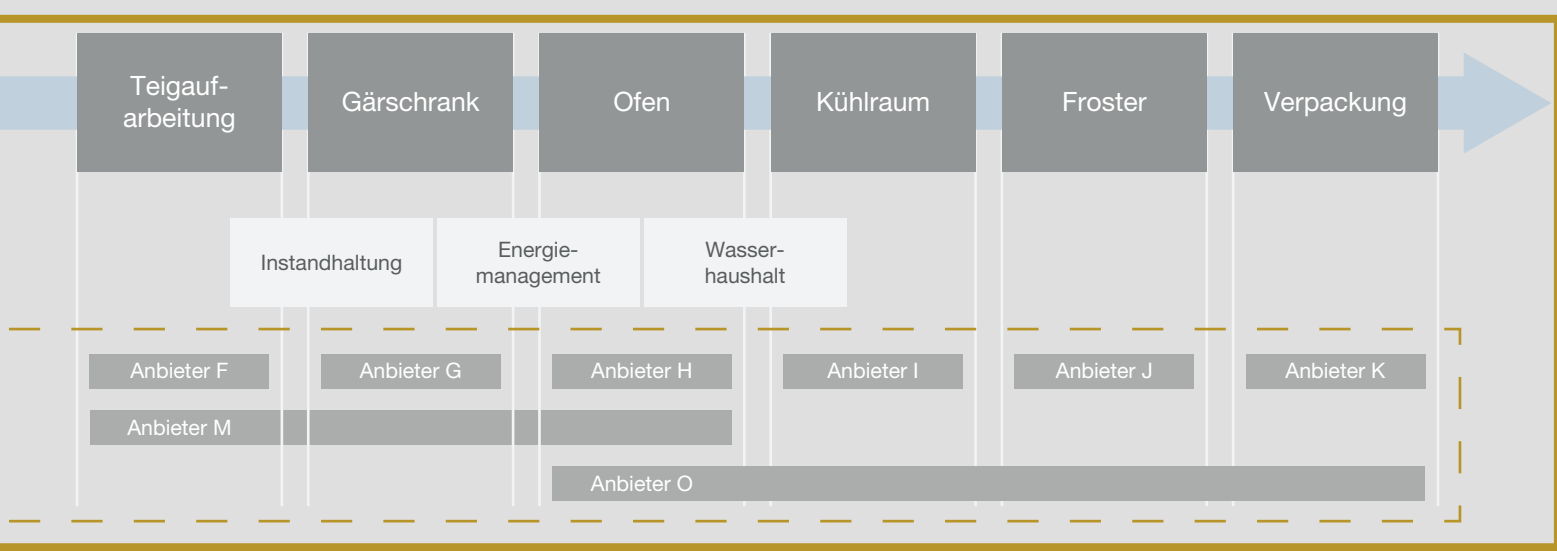 Teigauf-
arbeitung
Gärschrank
Ofen
Kühlraum
Froster
Verpackung
Instandhaltung
Energie-
management
Wasser-
haushalt
Anbieter F
Anbieter G
Anbieter H
Anbieter I
Anbieter J
Anbieter K
Anbieter M
Anbieter O